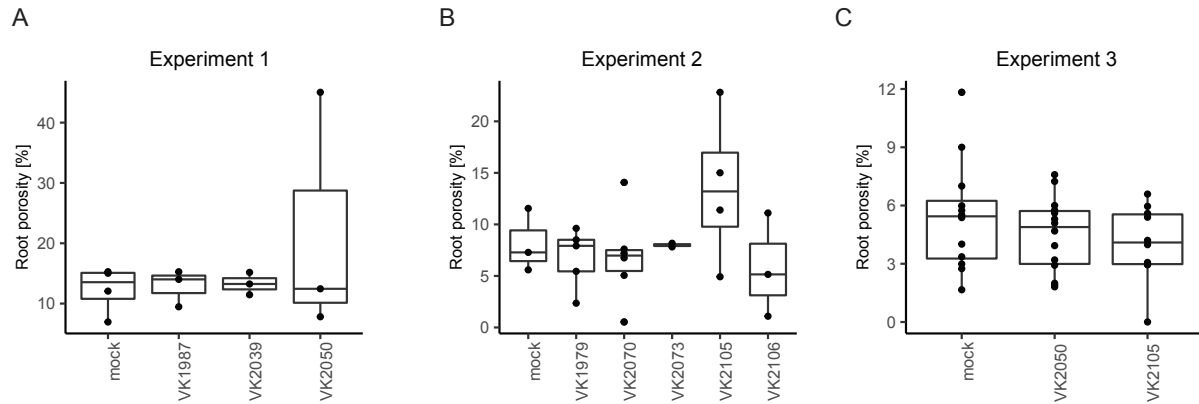 A
Experiment 1
Root porosity [%]
40
30
20
10
mock
VK1987
VK2039
VK2050
B
Experiment 2
Root porosity [%]
20
15
10
5
0
mock
VK1979
VK2070
VK2073
VK2105
VK2106
C
Experiment 3
Root porosity [%]
12
9
6
3
0
mock
VK2050
VK2105